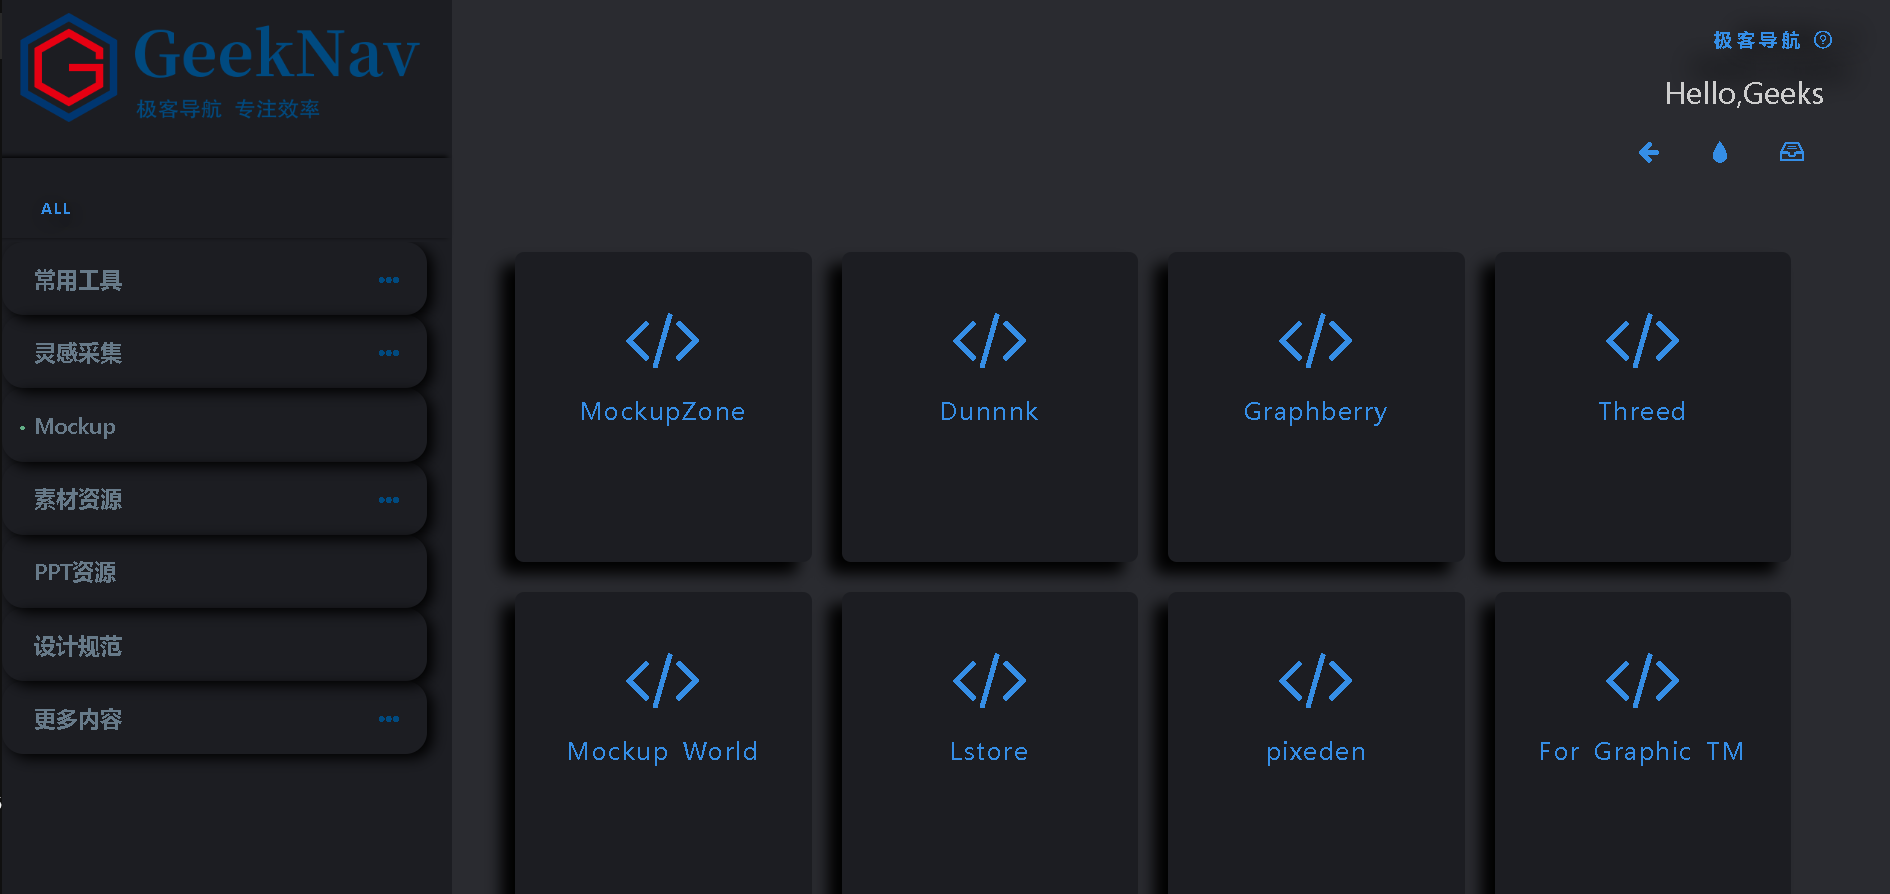 GeekNav
极客导航 专注效率
极客导航
Hello,Geeks
ALL
常用工具
灵感采集
Mockup
素材资源
PPT资源
设计规范
更多内容
MockupZone
Dunnnk
Graphberry
Threed
Mockup World
Lstore
pixeden
For Graphic TM